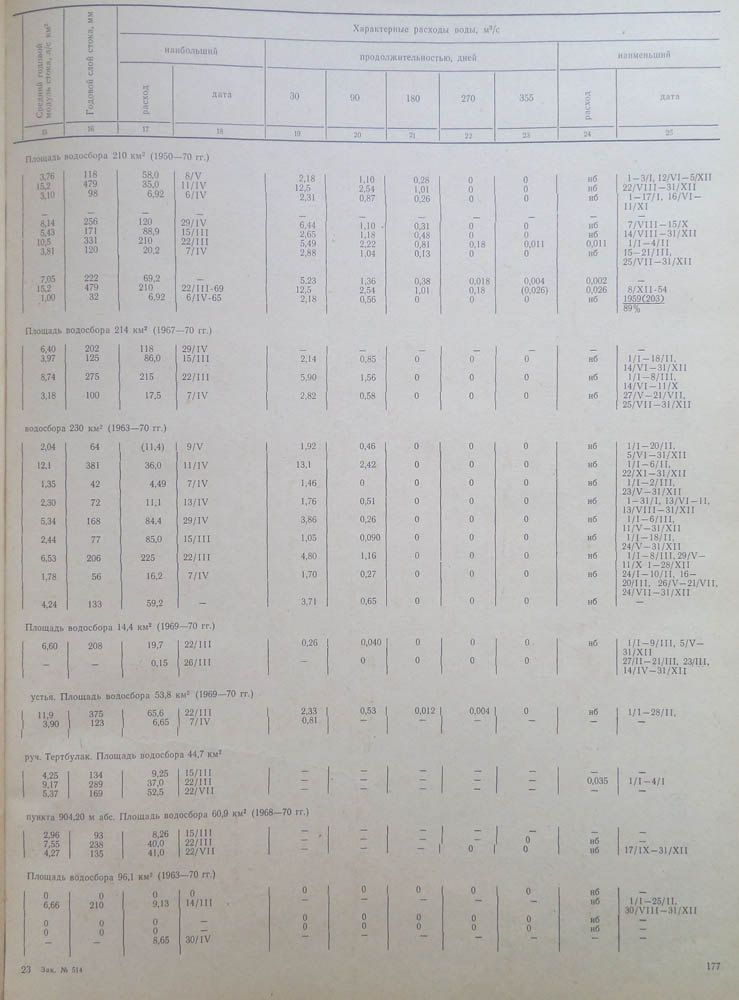 Средний годовой модуль стока, л/с км²
Годовой слой стока, мм
Характерные расходы воды, м³/с
наибольший
продолжительностью, дней
наименьший
расход
дата
30
90
180
270
355
расход
дата
15 16 17 18 19 20 21 22 23 24 25
Площадь водосбора 210 км² (1950—70 гг.)
3,76 118 58,0 8/V 2,18 1,10 0,28 0 0 нб 1—3/I, 12/VI—5/XII
15,2 479 35,0 11/IV 12,5 2,54 1,01 0 0 нб 22/VIII—31/XII
3,10 98 6,92 6/IV 2,31 0,87 0,26 0 0 нб 1—17/I, 16/VI—
11/XI
— — — — — — — — — — —
8,14 256 120 29/IV 6,44 1,10 0,31 0 0 нб 7/VIII—15/X
5,43 171 88,9 15/III 2,65 1,18 0,48 0 0 нб 14/VIII—31/XII
10,5 331 210 22/III 5,49 2,22 0,81 0,18 0,011 0,011 1/I—4/II
3,81 120 20,2 7/IV 2,88 1,04 0,13 0 0 нб 15—21/III,
25/VII—31/XII
7,05 222 69,2 — 5,23 1,36 0,38 0,018 0,004 0,002 —
15,2 479 210 22/III-69 12,5 2,54 1,01 0,18 (0,026) 0,026 8/XII-54
1,00 32 6,92 6/IV-65 2,18 0,56 0 0 0 нб 1959(203)
89%
Площадь водосбора 214 км² (1967—70 гг.)
6,40 202 118 29/IV — — — — — — —
3,97 125 86,0 15/III 2,14 0,85 0 0 0 нб 1/I—18/II,
14/VI—31/XII
8,74 275 215 22/III 5,90 1,56 0 0 0 нб 1/I—8/III,
14/VI—11/X
3,18 100 17,5 7/IV 2,82 0,58 0 0 0 нб 27/V—21/VII,
25/VII—31/XII
водосбора 230 км² (1963—70 гг.)
2,04 64 (11,4) 9/V 1,92 0,46 0 0 0 нб 1/I—20/II,
5/VI—31/XII
12,1 381 36,0 11/IV 13,1 2,42 0 0 0 нб 1/I—6/II,
22/XI—31/XII
1,35 42 4,49 7/IV 1,46 0 0 0 0 нб 1/I—2/III,
23/V—31/XII
2,30 72 11,1 13/IV 1,76 0,51 0 0 0 нб 1—31/I, 13/VI—11,
13/VIII—31/XII
5,34 168 84,4 29/IV 3,86 0,26 0 0 0 нб 1/I—6/III,
11/V—31/XII
2,44 77 85,0 15/III 1,05 0,090 0 0 0 нб 1/I—18/II,
24/V—31/XII
6,53 206 225 22/III 4,80 1,16 0 0 0 нб 1/I—8/III, 29/V—
11/X 1—28/XII
1,78 56 16,2 7/IV 1,70 0,27 0 0 0 нб 24/I—10/II, 16—
20/III, 26/V—21/VII,
24/VII—31/XII
4,24 133 59,2 — 3,71 0,65 0 0 0 нб —
Площадь водосбора 14,4 км² (1969—70 гг.)
6,60 208 19,7 22/III 0,26 0,040 0 0 0 нб 1/I—9/III, 5/V—
31/XII
— — 0,15 26/III — 0 0 0 0 27/II—21/III, 23/III,
14/IV—31/XII
устья. Площадь водосбора 53,8 км² (1969—70 гг.)
11,9 375 65,6 22/III 2,33 0,53 0,012 0,004 0 нб 1/I—28/II,
3,90 123 6,65 7/IV 0,81 — — — — — —
руч. Тертбулак. Площадь водосбора 44,7 км²
4,25 134 9,25 15/III — — — — — — —
9,17 289 37,0 22/III — — — — — 0,035 1/I—4/I
5,37 169 52,5 22/VII — — — — —
пункта 904,20 м абс. Площадь водосбора 60,9 км² (1968—70 гг.)
2,96 93 8,26 15/III — — — — — — —
7,55 238 40,0 22/III — — — — 0 нб —
4,27 135 41,0 22/VII — — — 0 0 нб 17/IX—31/XII
Площадь водосбора 96,1 км² (1963—70 гг.)
0 0 0 0 0 0 0 0 0 нб —
6,66 210 9,13 14/III — — — — — нб 1/I—25/II,
30/VIII—31/XII
0 0 0 — 0 0 0 0 0 нб —
0 0 0 — 0 0 0 0 0 нб —
— — 8,65 30/IV — — — — — — —
23 Зак. № 514
177